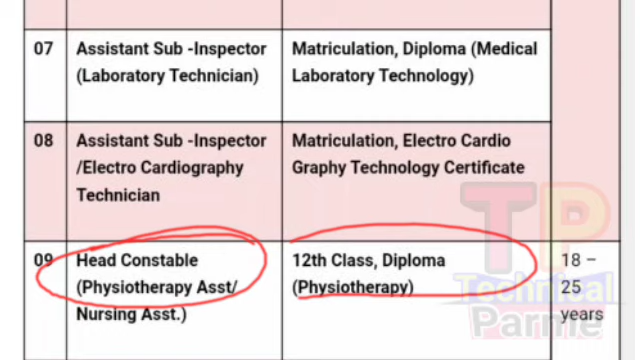 07 Assistant Sub -Inspector Matriculation, Diploma (Medical
(Laboratory Technician) Laboratory Technology)
08 Assistant Sub -Inspector Matriculation, Electro Cardio
/Electro Cardiography Graphy Technology Certificate
Technician
09 Head Constable 12th Class, Diploma 18 –
(Physiotherapy Asst/ (Physiotherapy) 25
Nursing Asst.) years
TP
Technical
Parme